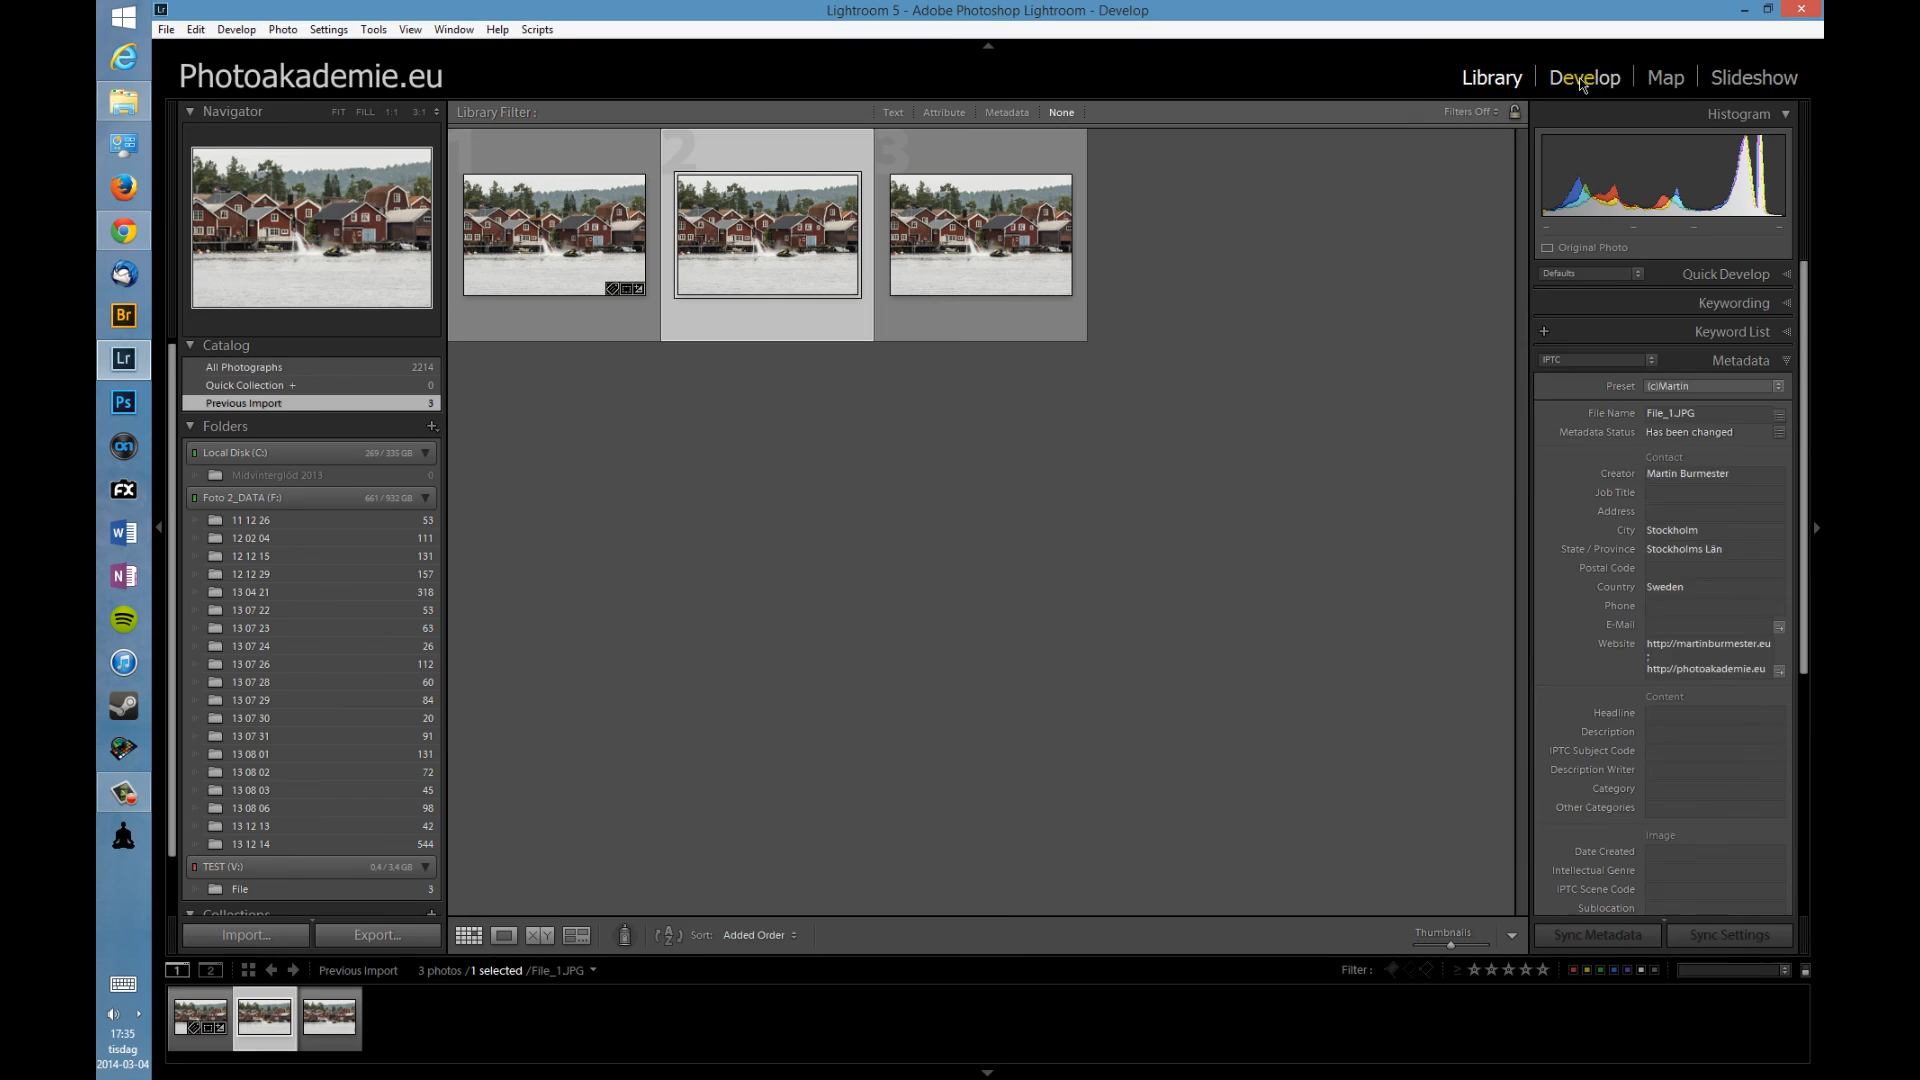 Lr
Lightroom 5 - Adobe Photoshop Lightroom - Develop
File Edit Develop Photo Settings Tools View Window Help Scripts
Photoakademie.eu
Library Develop Map Slideshow
Navigator FIT FILL 1:1 3:1
Library Filter : Text Attribute Metadata None Filters Off
Histogram
1 2 3
Original Photo
Defaults Quick Develop
Keywording
Keyword List
IPTC Metadata
Preset (c)Martin
File Name File_1.JPG
Metadata Status Has been changed
Contact
Creator Martin Burmester
Job Title
Address
City Stockholm
State / Province Stockholms Län
Postal Code
Country Sweden
Phone
E-Mail
Website http://martinburmester.eu
;
http://photoakademie.eu
Content
Headline
Description
IPTC Subject Code
Description Writer
Category
Other Categories
Image
Date Created
Intellectual Genre
IPTC Scene Code
Sublocation
Sync Metadata Sync Settings
Catalog
All Photographs 2214
Quick Collection + 0
Previous Import 3
Folders
Local Disk (C:) 269 / 335 GB
Midvinterglöd 2013 0
Foto 2_DATA (F:) 661 / 932 GB
11 12 26 53
12 02 04 111
12 12 15 131
12 12 29 157
13 04 21 318
13 07 22 53
13 07 23 63
13 07 24 26
13 07 26 112
13 07 28 60
13 07 29 84
13 07 30 20
13 07 31 91
13 08 01 131
13 08 02 72
13 08 03 45
13 08 06 98
13 12 13 42
13 12 14 544
TEST (V:) 0,4 / 3,4 GB
File 3
Collections
Import... Export...
XY Sort: Added Order Thumbnails
1 2 Previous Import 3 photos / 1 selected / File_1.JPG Filter :
Br
Lr
Ps
on
FX
W
N
17:35
tisdag
2014-03-04